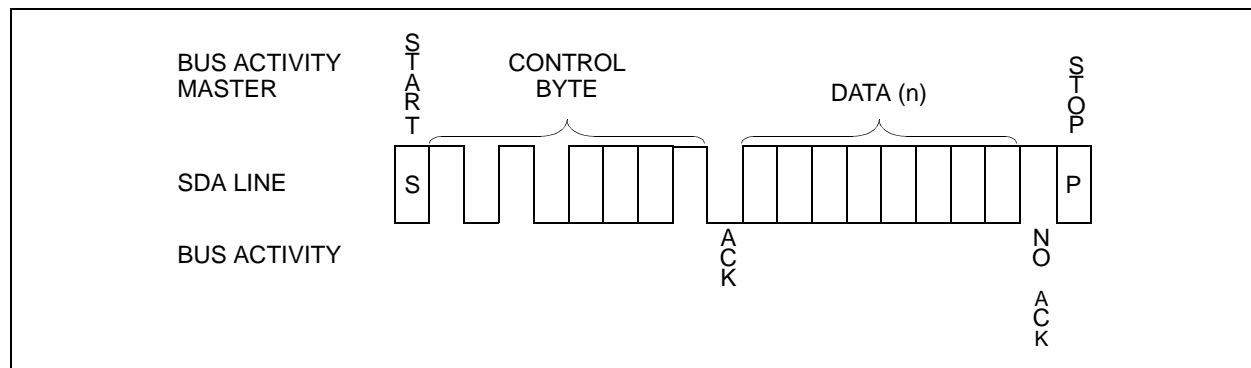 BUS ACTIVITY
MASTER
START
CONTROL
BYTE
DATA (n)
STOP
SDA LINE
S
P
BUS ACTIVITY
ACK
NO ACK